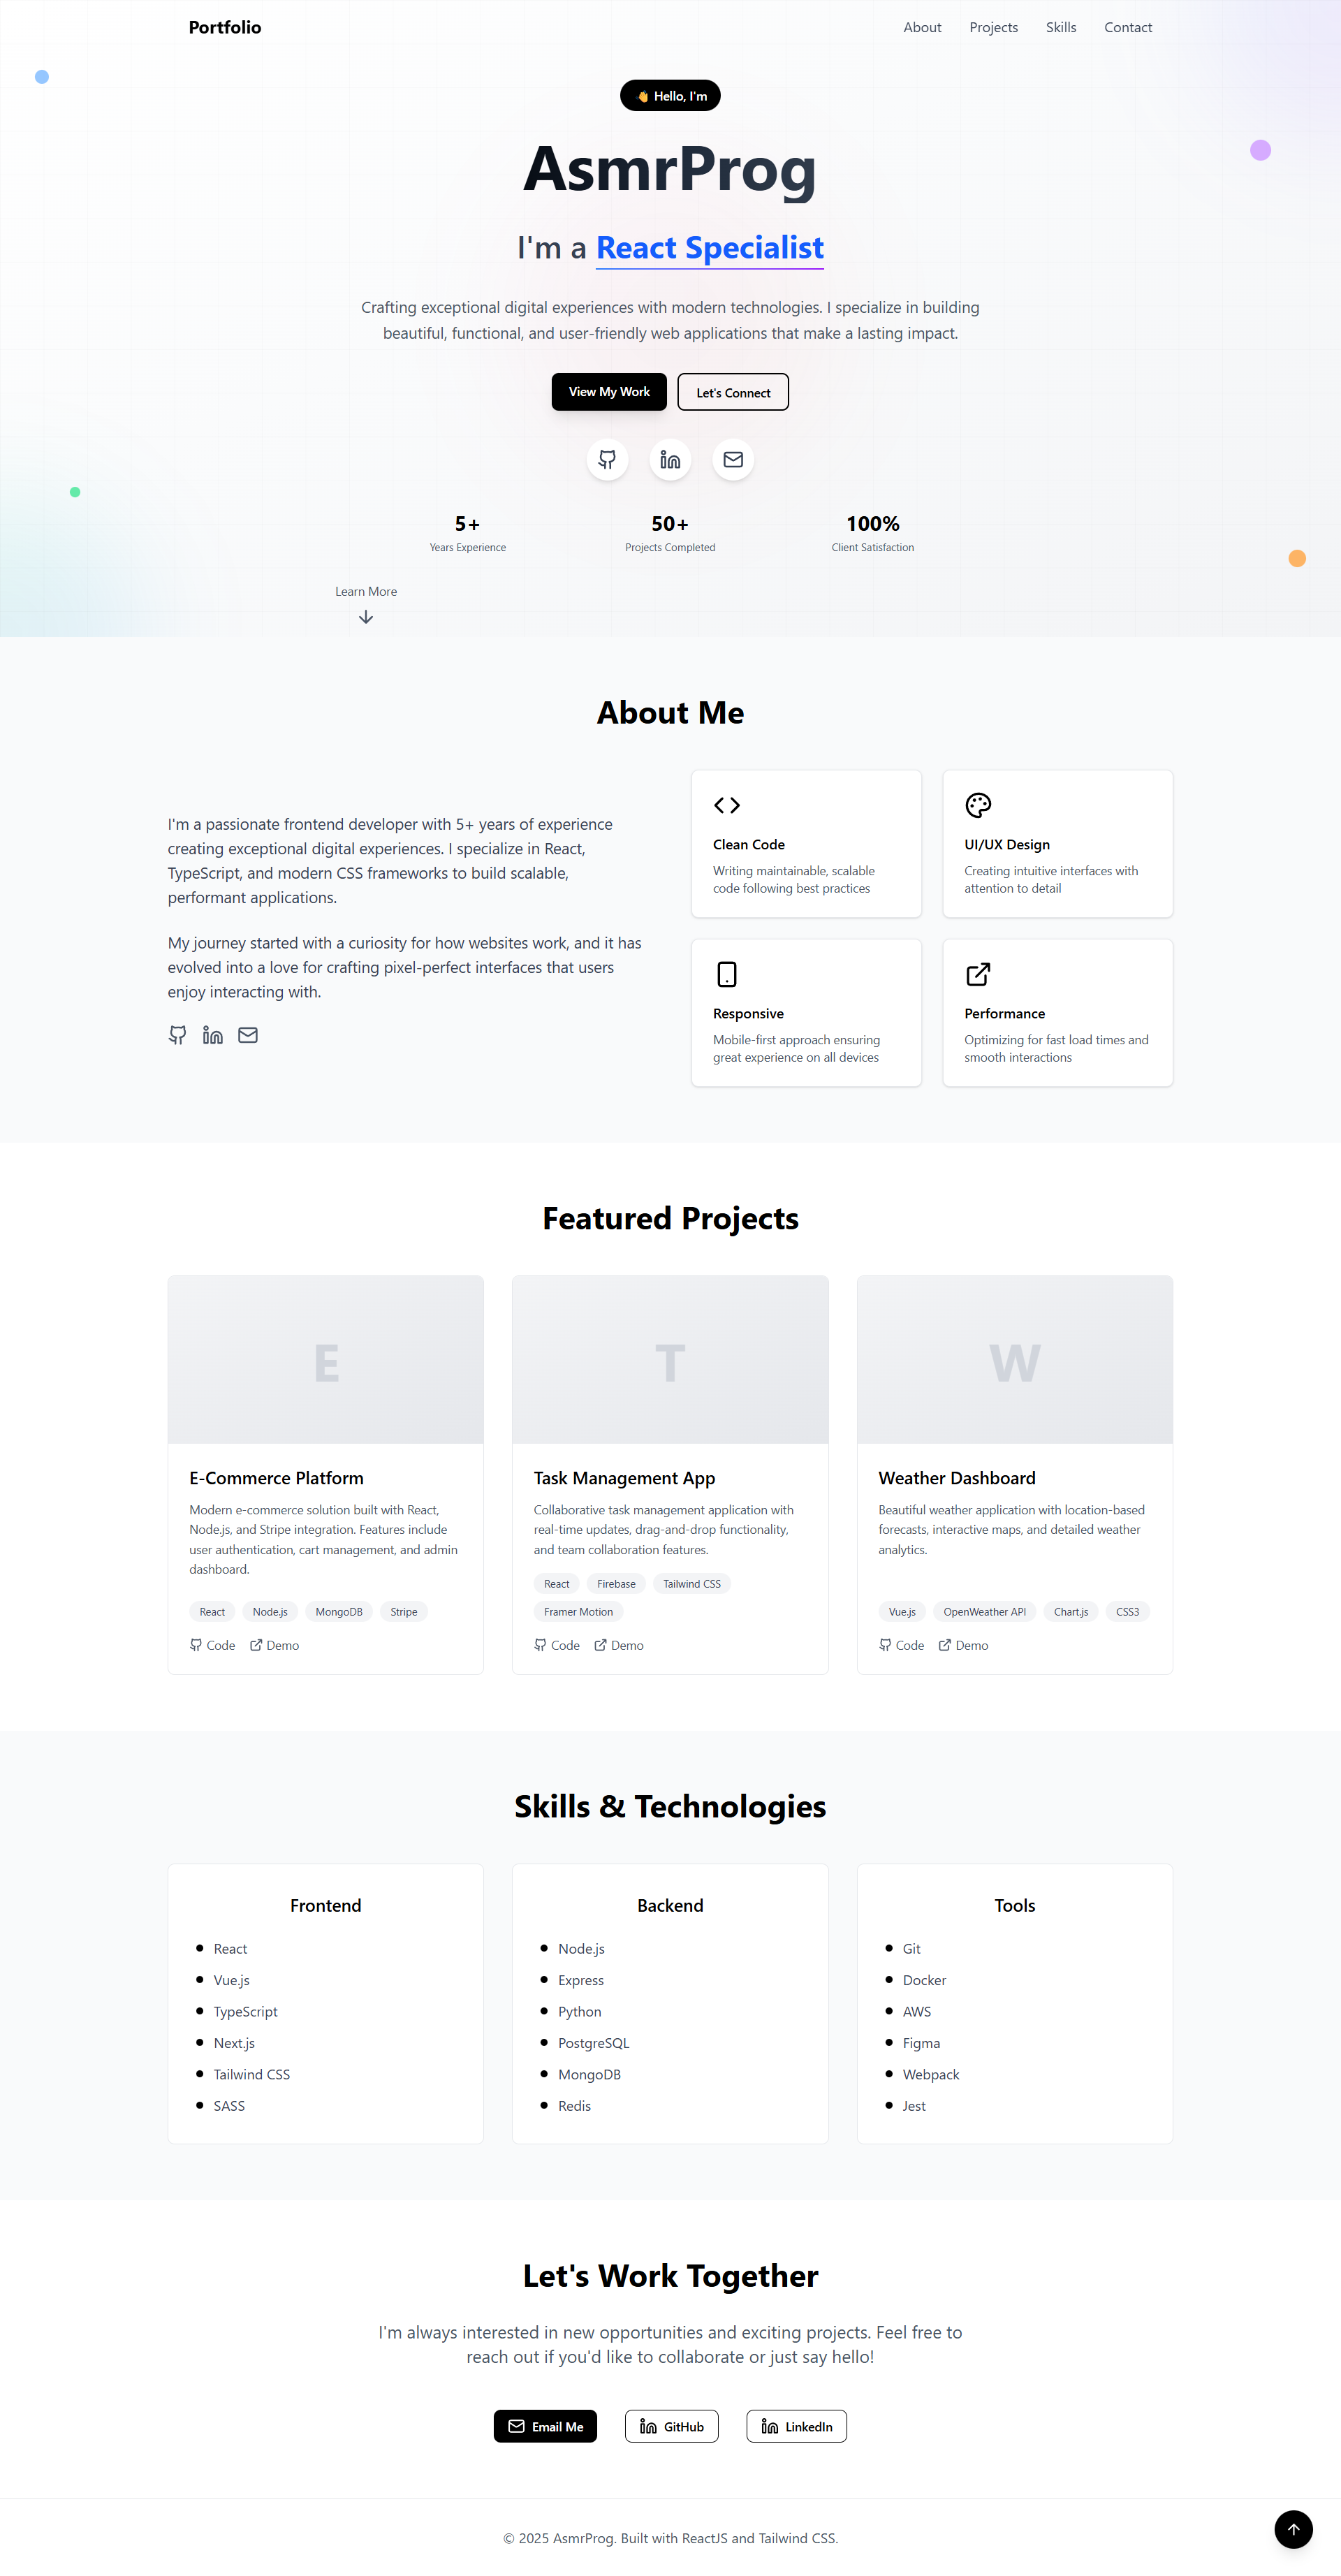 Portfolio
About
Projects
Skills
Contact
👋 Hello, I'm
AsmrProg
I'm a React Specialist
Crafting exceptional digital experiences with modern technologies. I specialize in building
beautiful, functional, and user-friendly web applications that make a lasting impact.
View My Work
Let's Connect
5+
Years Experience
50+
Projects Completed
100%
Client Satisfaction
Learn More
About Me
I'm a passionate frontend developer with 5+ years of experience
creating exceptional digital experiences. I specialize in React,
TypeScript, and modern CSS frameworks to build scalable,
performant applications.
My journey started with a curiosity for how websites work, and it has
evolved into a love for crafting pixel-perfect interfaces that users
enjoy interacting with.
Clean Code
Writing maintainable, scalable
code following best practices
UI/UX Design
Creating intuitive interfaces with
attention to detail
Responsive
Mobile-first approach ensuring
great experience on all devices
Performance
Optimizing for fast load times and
smooth interactions
Featured Projects
E
E-Commerce Platform
Modern e-commerce solution built with React,
Node.js, and Stripe integration. Features include
user authentication, cart management, and admin
dashboard.
React
Node.js
MongoDB
Stripe
Code
Demo
T
Task Management App
Collaborative task management application with
real-time updates, drag-and-drop functionality,
and team collaboration features.
React
Firebase
Tailwind CSS
Framer Motion
Code
Demo
W
Weather Dashboard
Beautiful weather application with location-based
forecasts, interactive maps, and detailed weather
analytics.
Vue.js
OpenWeather API
Chart.js
CSS3
Code
Demo
Skills & Technologies
Frontend
React
Vue.js
TypeScript
Next.js
Tailwind CSS
SASS
Backend
Node.js
Express
Python
PostgreSQL
MongoDB
Redis
Tools
Git
Docker
AWS
Figma
Webpack
Jest
Let's Work Together
I'm always interested in new opportunities and exciting projects. Feel free to
reach out if you'd like to collaborate or just say hello!
Email Me
GitHub
LinkedIn
© 2025 AsmrProg. Built with ReactJS and Tailwind CSS.